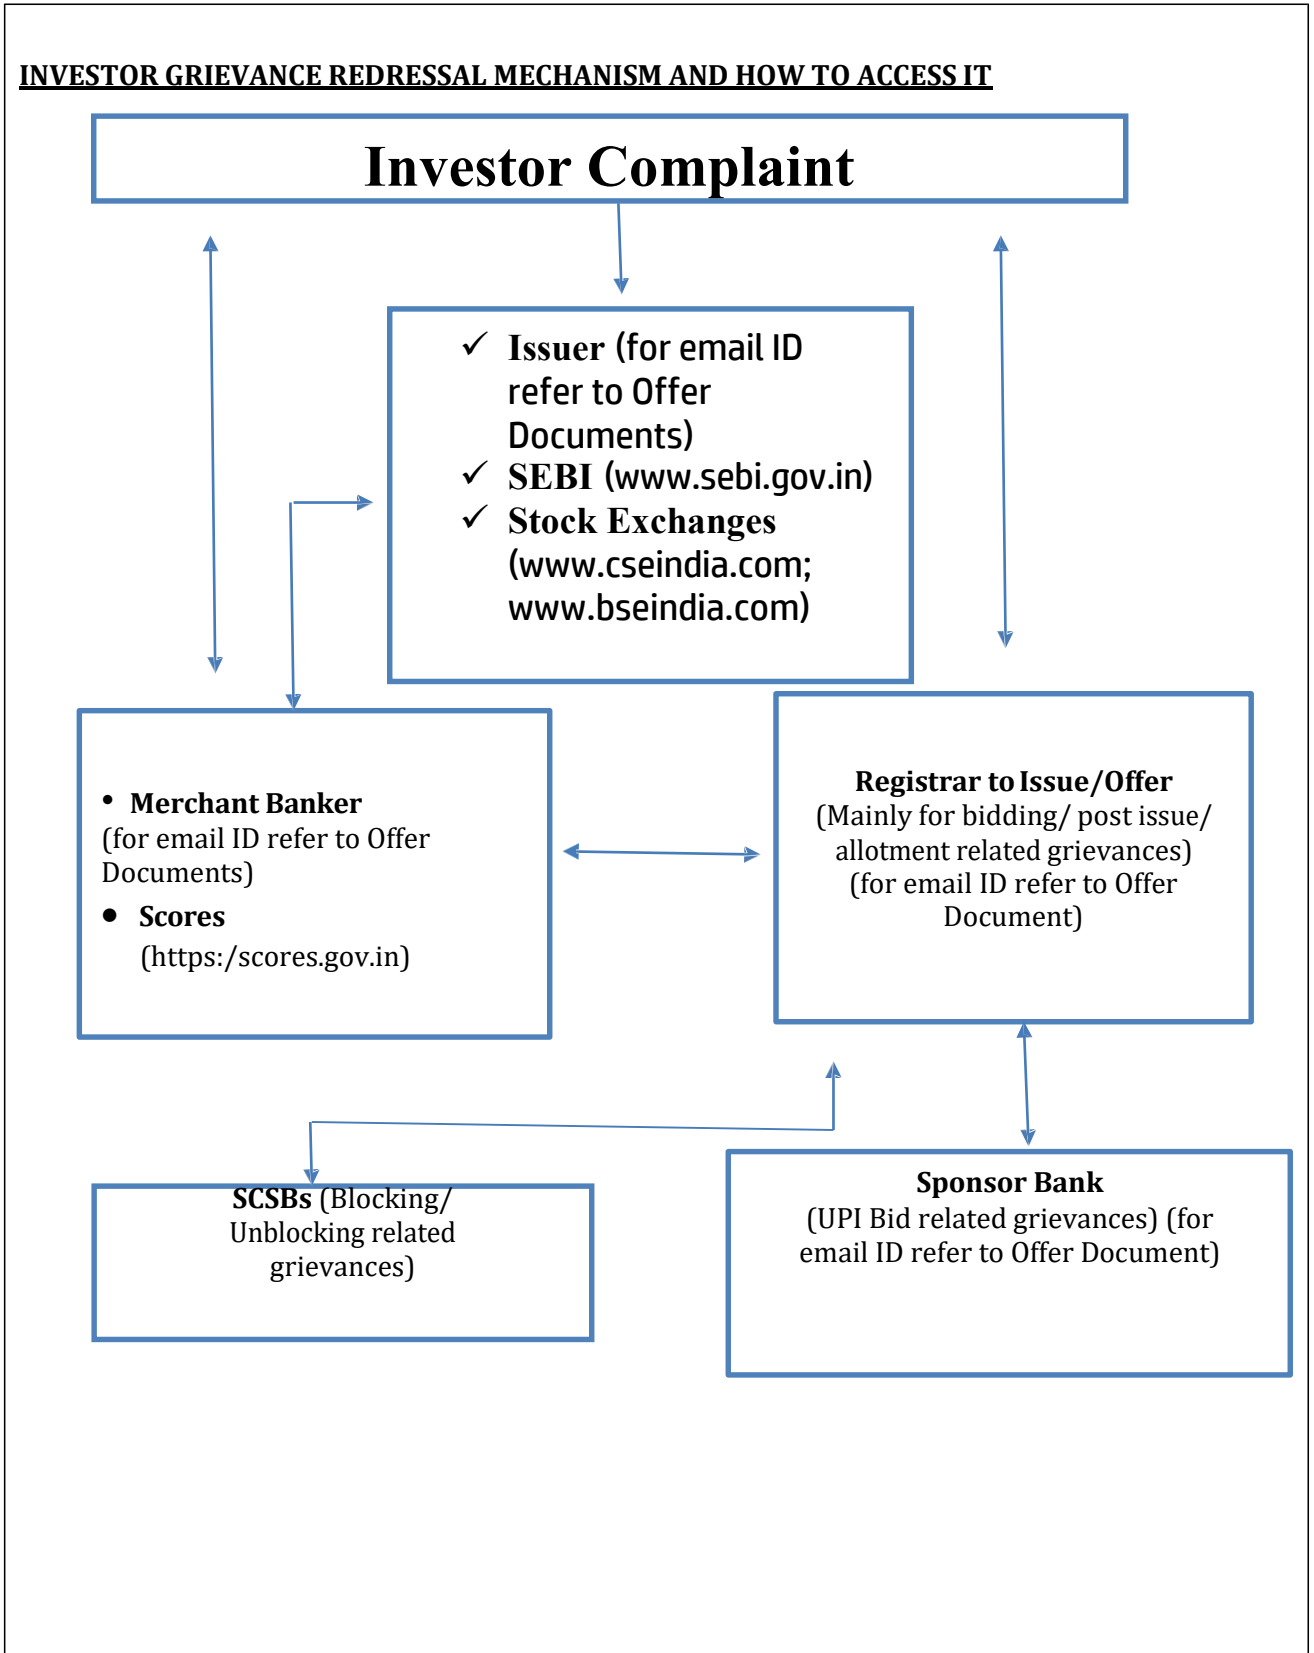 INVESTOR GRIEVANCE REDRESSAL MECHANISM AND HOW TO ACCESS IT
Investor Complaint
✓ Issuer (for email ID
refer to Offer
Documents)
✓ SEBI (www.sebi.gov.in)
✓ Stock Exchanges
(www.cseindia.com;
www.bseindia.com)
• Merchant Banker
(for email ID refer to Offer
Documents)
• Scores
(https:/scores.gov.in)
Registrar to Issue/Offer
(Mainly for bidding/ post issue/
allotment related grievances)
(for email ID refer to Offer
Document)
SCSBs (Blocking/
Unblocking related
grievances)
Sponsor Bank
(UPI Bid related grievances) (for
email ID refer to Offer Document)